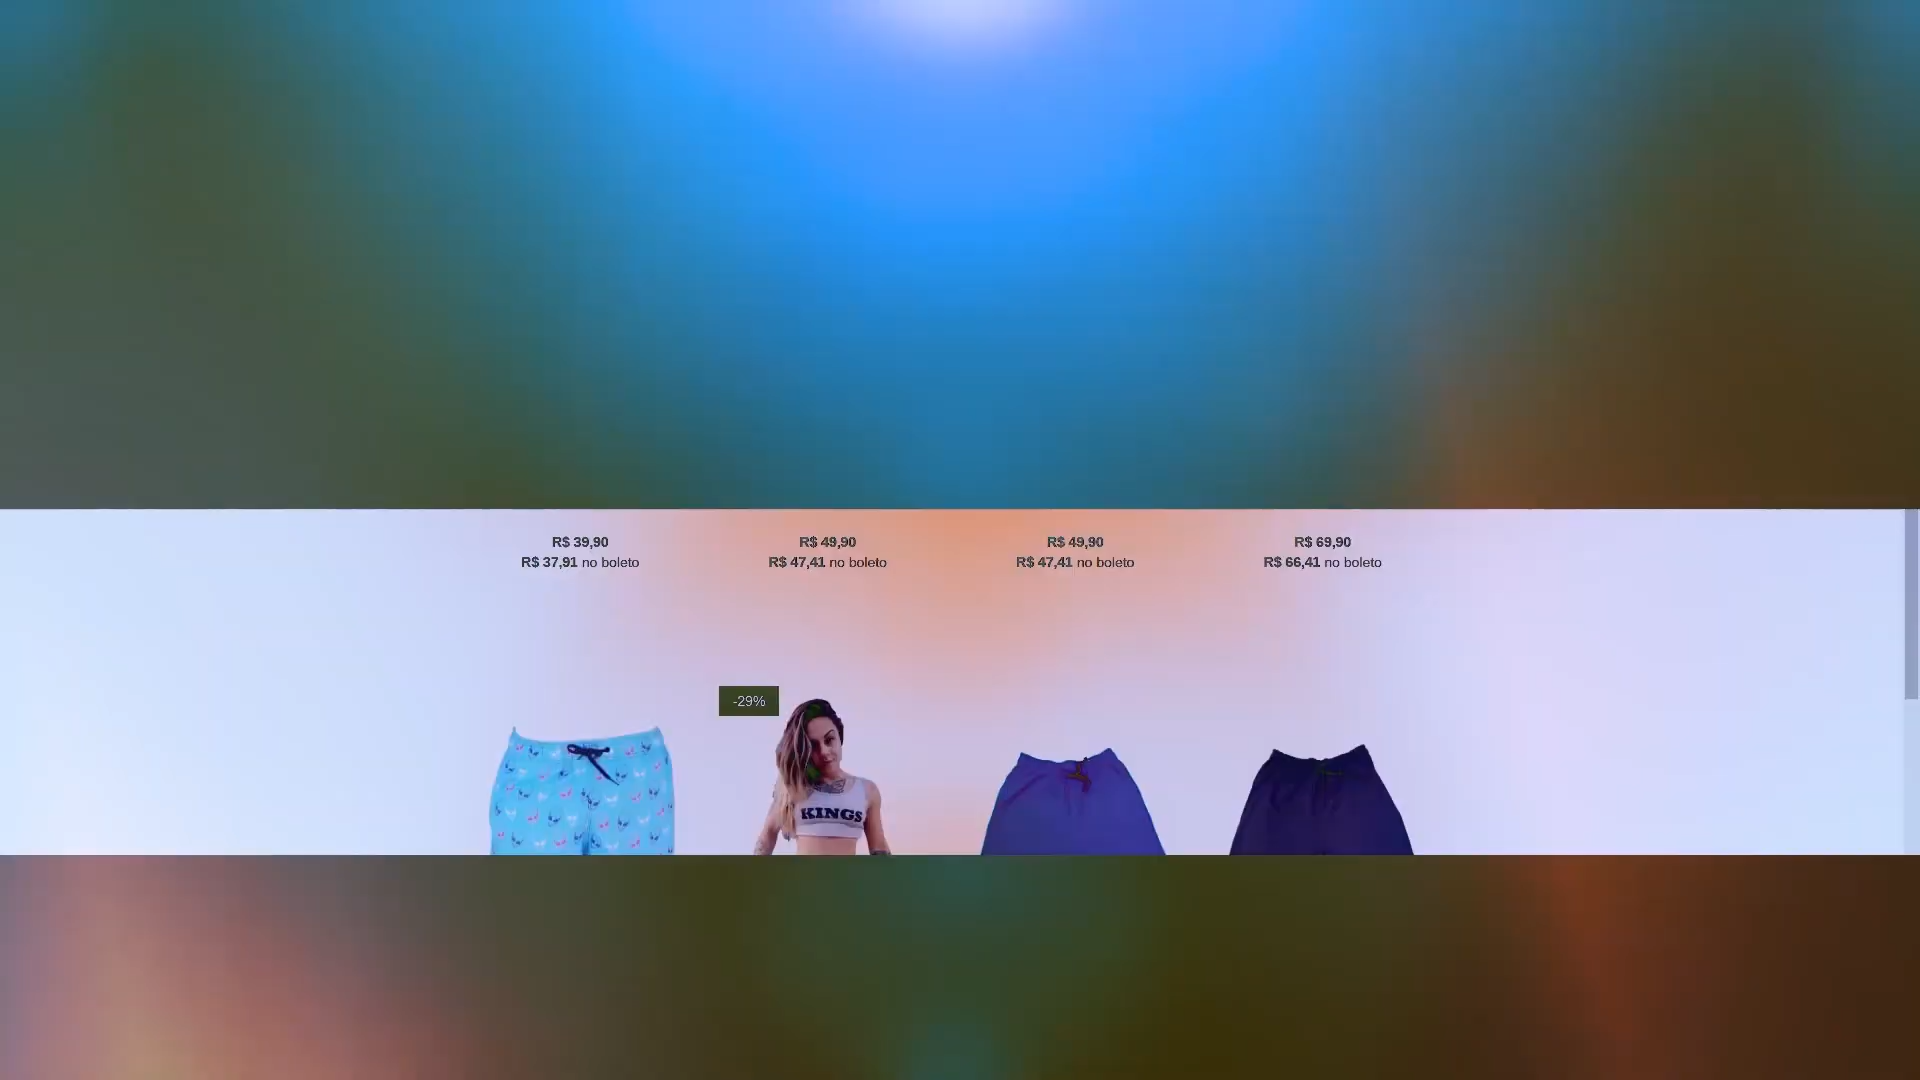 R$ 39,90
R$ 37,91 no boleto
R$ 49,90
R$ 47,41 no boleto
R$ 49,90
R$ 47,41 no boleto
R$ 69,90
R$ 66,41 no boleto
-29%
KINGS